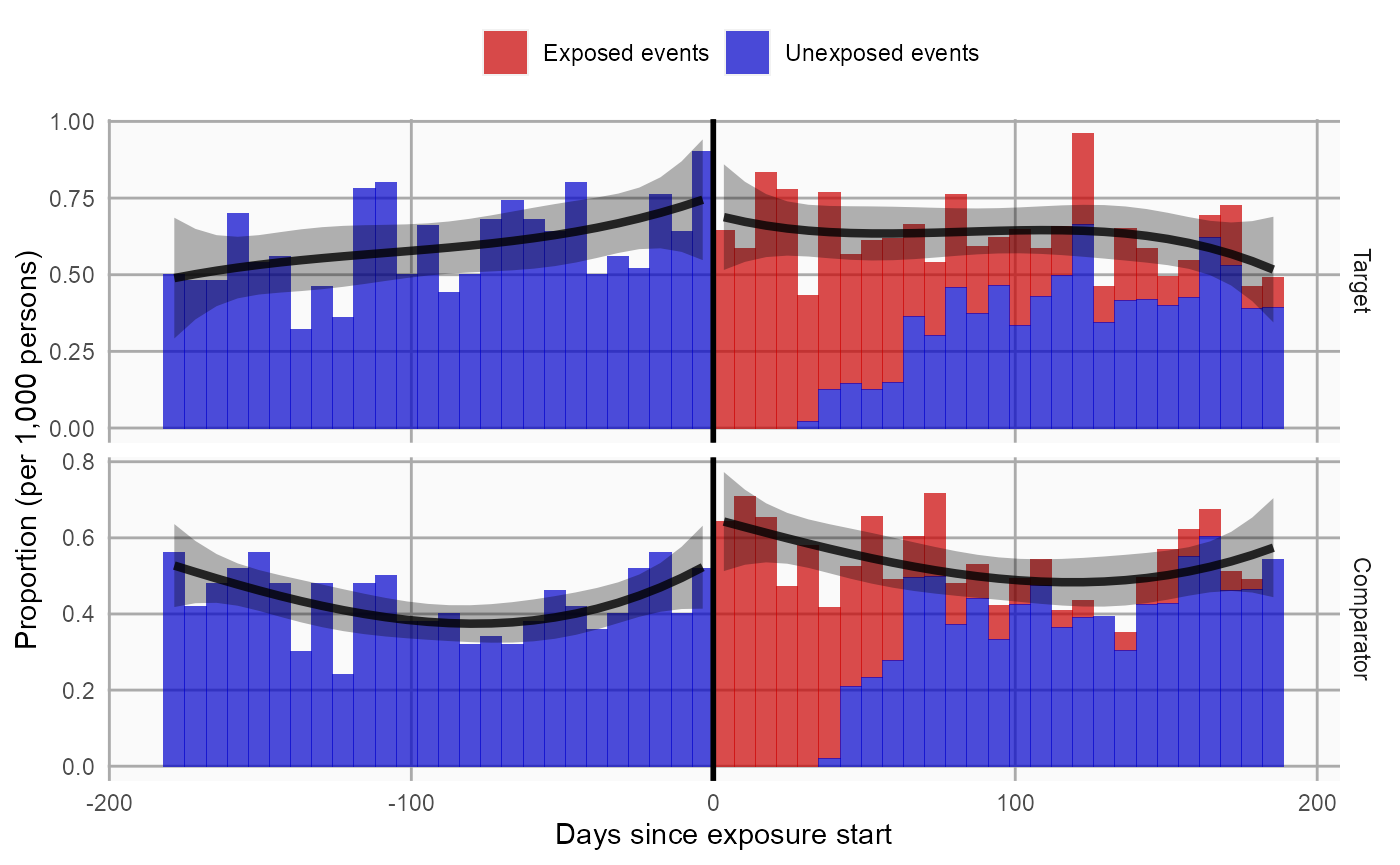 Exposed events Unexposed events
Proportion (per 1,000 persons)
1.00
0.75
0.50
0.25
0.00
Target
0.8
0.6
0.4
0.2
0.0
Comparator
-200 -100 0 100 200
Days since exposure start